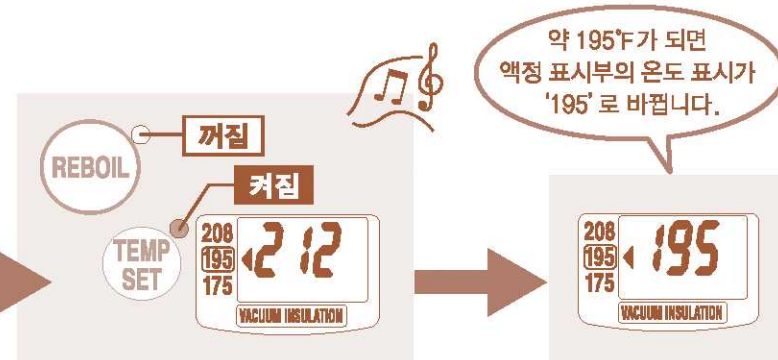 약 195°F가 되면
액정 표시부의 온도 표시가
'195' 로 바뀝니다.
REBOIL
꺼짐
켜짐
TEMP
SET
208
195
175
212
VACUUM INSULATION
208
195
175
195
VACUUM INSULATION